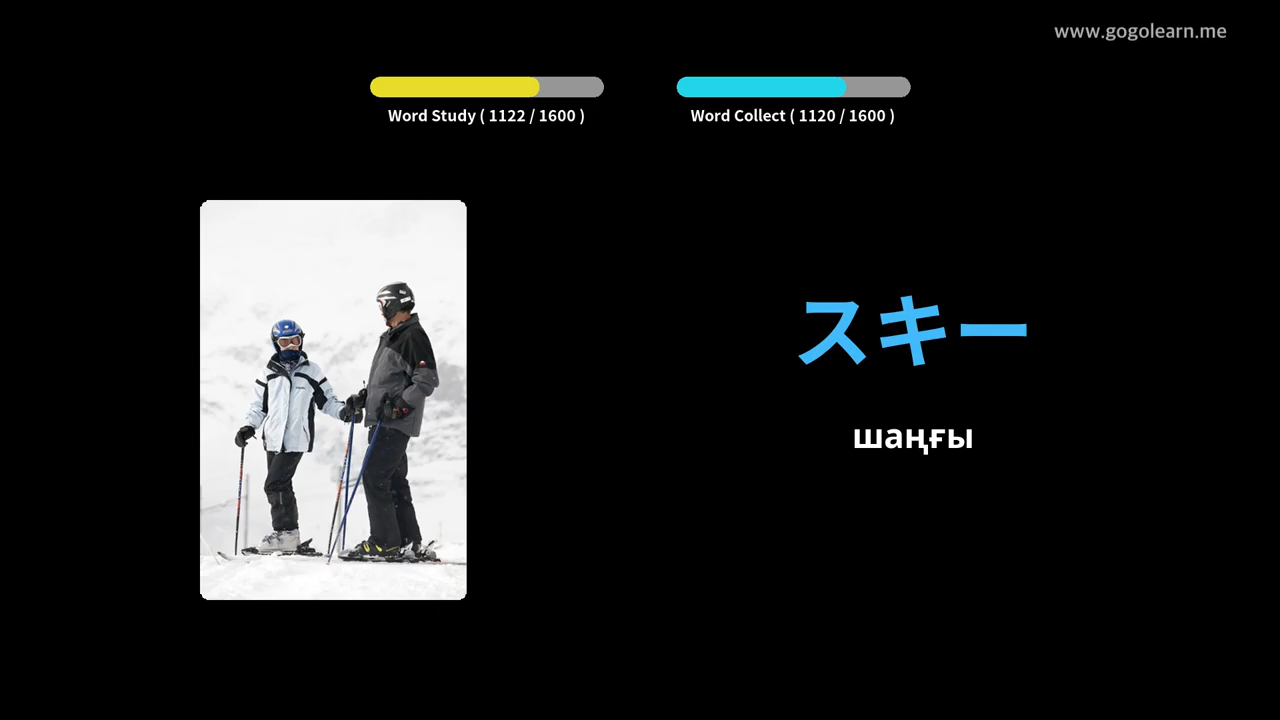 www.gogolearn.me
Word Study ( 1122 / 1600 )
Word Collect ( 1120 / 1600 )
スキー
шаңғы